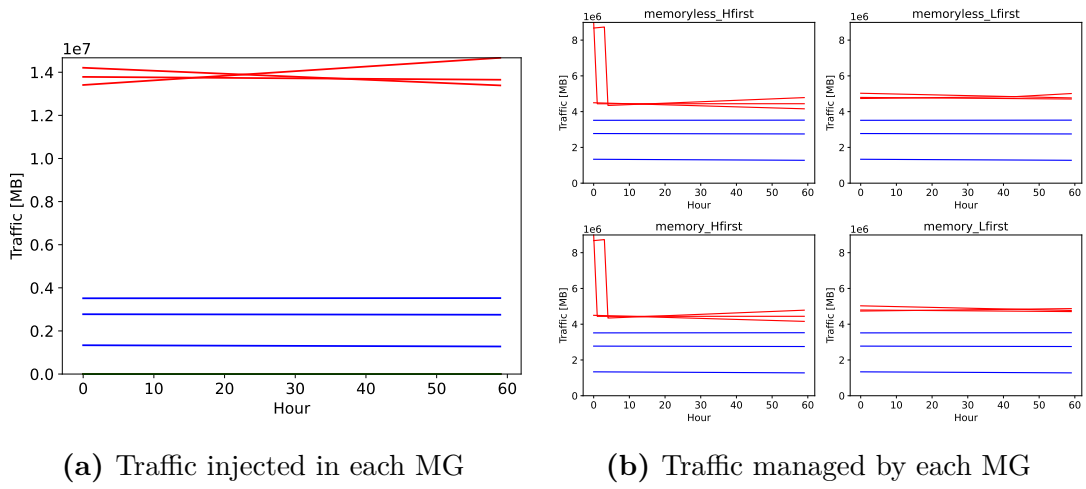 1e7
1.4
1.2
1.0
0.8
0.6
0.4
0.2
0.0
Traffic [MB]
0 10 20 30 40 50 60
Hour
(a) Traffic injected in each MG
memoryless_Hfirst
1e6
8
6
4
2
0
Traffic [MB]
0 10 20 30 40 50 60
Hour
memoryless_Lfirst
1e6
8
6
4
2
0
Traffic [MB]
0 10 20 30 40 50 60
Hour
memory_Hfirst
1e6
8
6
4
2
0
Traffic [MB]
0 10 20 30 40 50 60
Hour
memory_Lfirst
1e6
8
6
4
2
0
Traffic [MB]
0 10 20 30 40 50 60
Hour
(b) Traffic managed by each MG